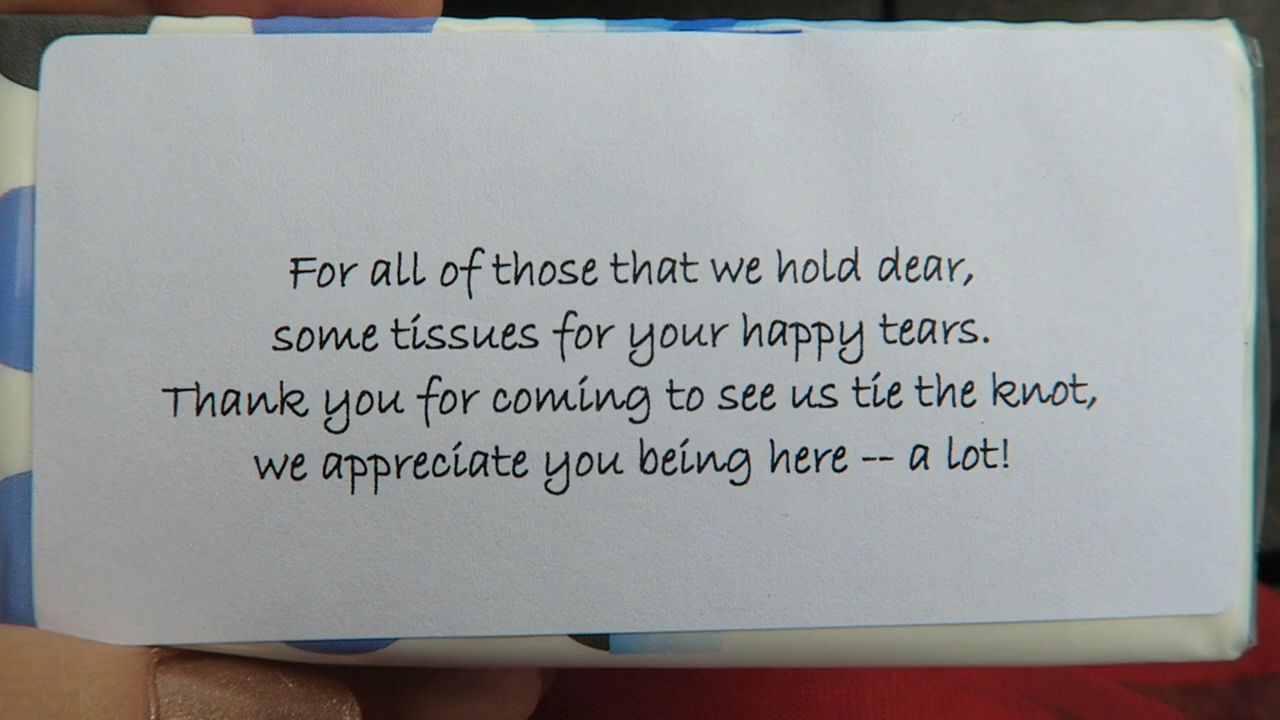 For all of those that we hold dear,
some tissues for your happy tears.
Thank you for coming to see us tie the knot,
we appreciate you being here -- a lot!